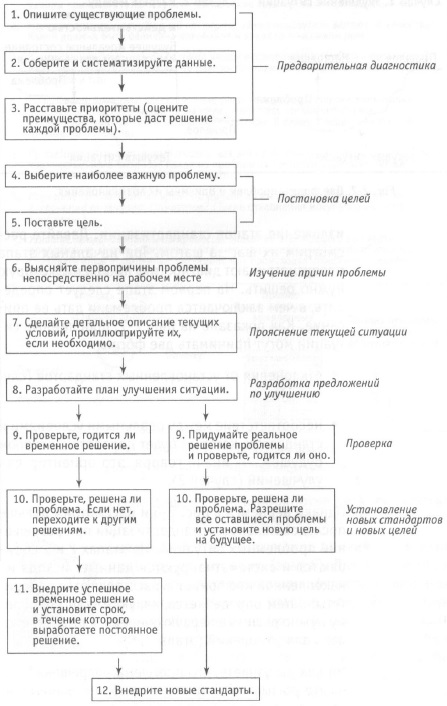 1. Опишите существующие проблемы.
2. Соберите и систематизируйте данные.
Предварительная диагностика
3. Расставьте приоритеты (оцените
преимущества, которые даст решение
каждой проблемы).
4. Выберите наиболее важную проблему.
Постановка целей
5. Поставьте цель.
6. Выясняйте первопричины проблемы
непосредственно на рабочем месте
Изучение причин проблемы
7. Сделайте детальное описание текущих
условий, проиллюстрируйте их,
если необходимо.
Прояснение текущей ситуации
8. Разработайте план улучшения ситуации.
Разработка предложений
по улучшению
9. Проверьте, годится ли
временное решение.
9. Придумайте реальное
решение проблемы
и проверьте, годится ли оно.
Проверка
10. Проверьте, решена ли
проблема. Если нет,
переходите к другим
решениям.
10. Проверьте, решена ли
проблема. Разрешите
все оставшиеся проблемы
и установите новую цель
на будущее.
Установление
новых стандартов
и новых целей
11. Внедрите успешное
временное решение
и установите срок,
в течение которого
выработаете постоянное
решение.
12. Внедрите новые стандарты.